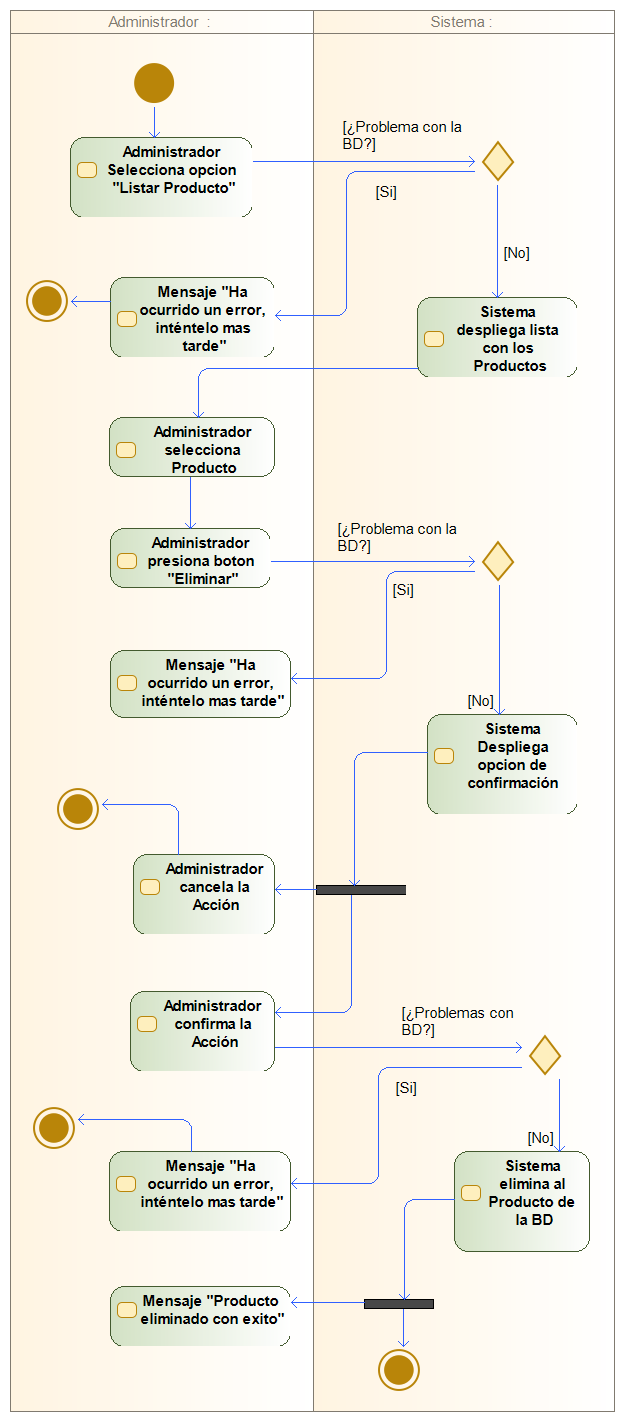 Administrador  :
Sistema :
Administrador
Selecciona opcion
"Listar Producto"
[¿Problema con la
BD?]
[Si]
[No]
Mensaje "Ha
ocurrido un error,
inténtelo mas
tarde"
Sistema
despliega lista
con los
Productos
Administrador
selecciona
Producto
Administrador
presiona boton
"Eliminar"
[¿Problema con la
BD?]
[Si]
Mensaje "Ha
ocurrido un error,
inténtelo mas tarde"
[No]
Sistema
Despliega
opcion de
confirmación
Administrador
cancela la
Acción
Administrador
confirma la
Acción
[¿Problemas con
BD?]
[Si]
[No]
Mensaje "Ha
ocurrido un error,
inténtelo mas tarde"
Sistema
elimina al
Producto de
la BD
Mensaje "Producto
eliminado con exito"